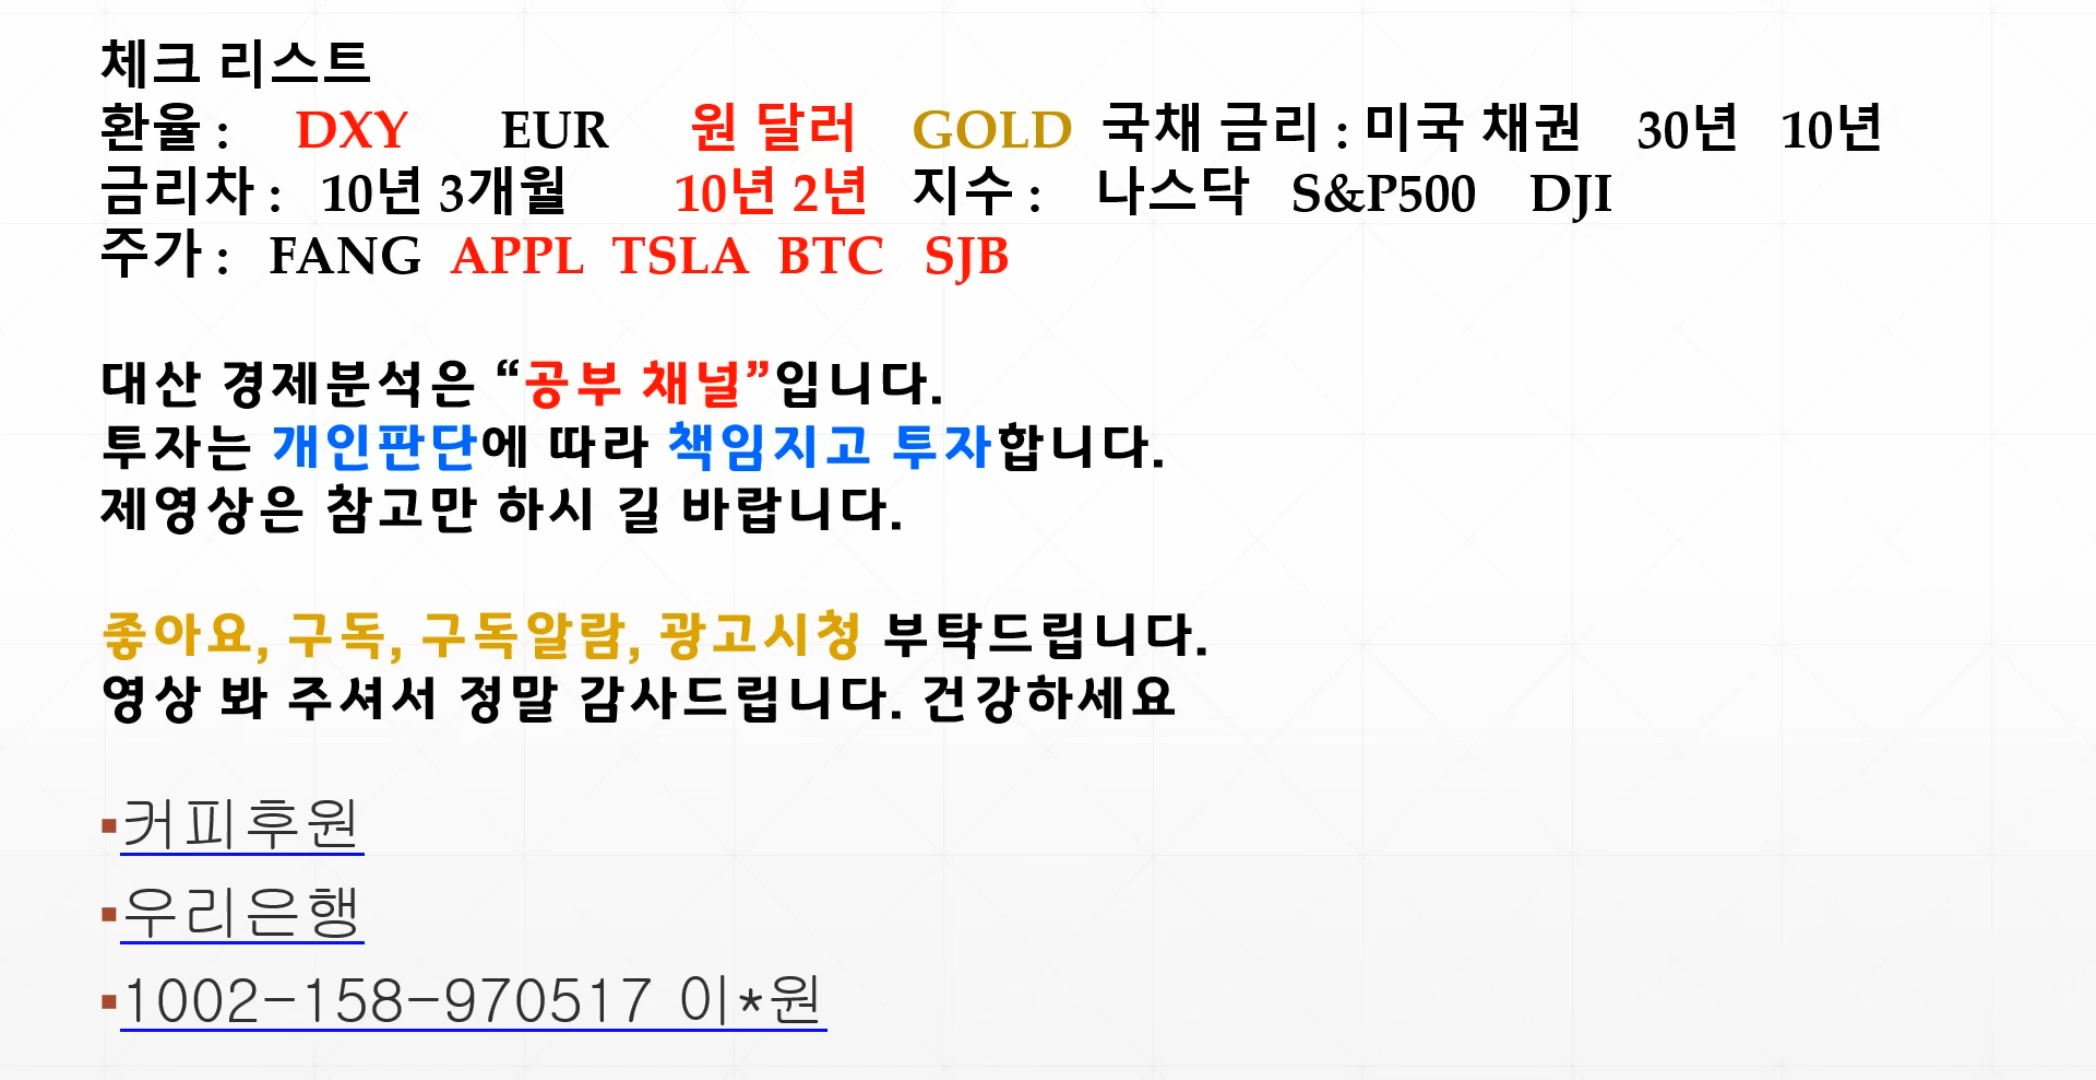 체크 리스트
환율 : DXY EUR 원 달러 GOLD 국채 금리 : 미국 채권 30년 10년
금리차 : 10년 3개월 10년 2년 지수 : 나스닥 S&P500 DJI
주가 : FANG APPL TSLA BTC SJB
대산 경제분석은 “공부 채널”입니다.
투자는 개인판단에 따라 책임지고 투자합니다.
제영상은 참고만 하시 길 바랍니다.
좋아요, 구독, 구독알람, 광고시청 부탁드립니다.
영상 봐 주셔서 정말 감사드립니다. 건강하세요
▪커피후원
▪우리은행
▪1002-158-970517 이*원